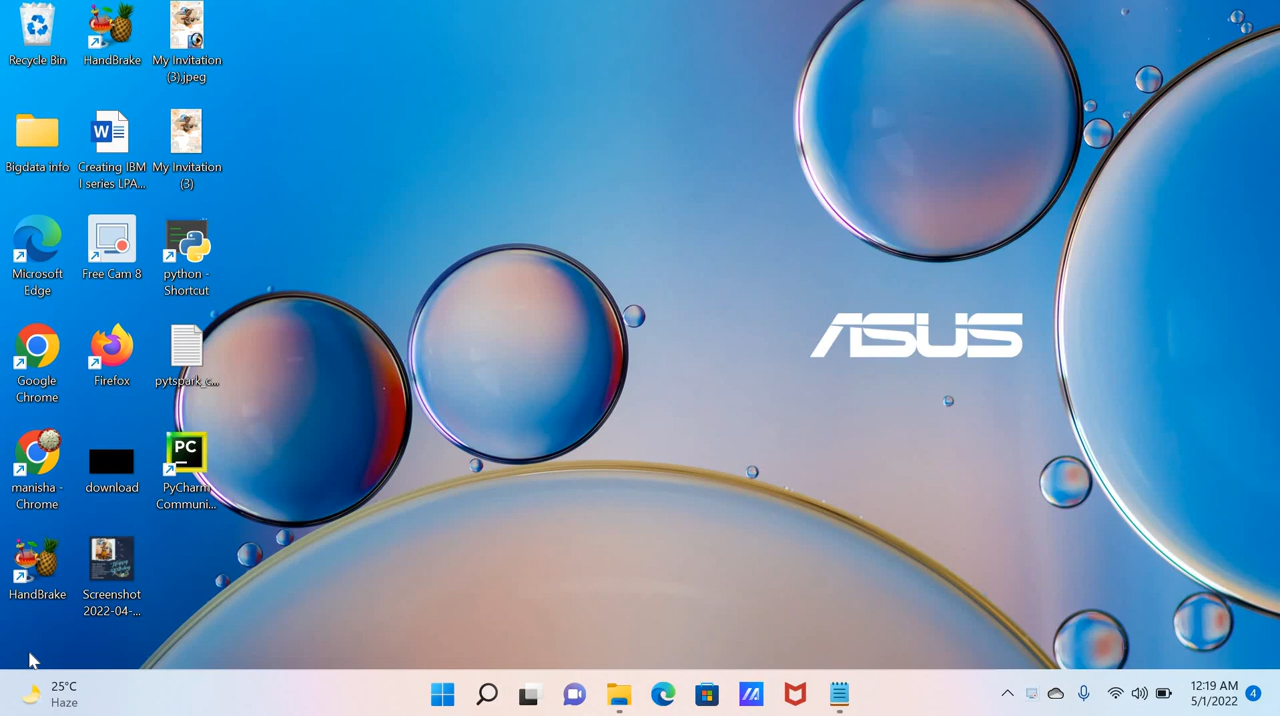 Recycle Bin
HandBrake
My Invitation
(3).jpeg
Bigdata info
W
Creating IBM
I series LPA...
My Invitation
(3)
Microsoft
Edge
Free Cam 8
python -
Shortcut
Google
Chrome
Firefox
pytspark_c...
manisha -
Chrome
download
PC
PyCharm
Communi...
HandBrake
Screenshot
2022-04-...
ASUS
25°C
Haze
12:19 AM
5/1/2022
4